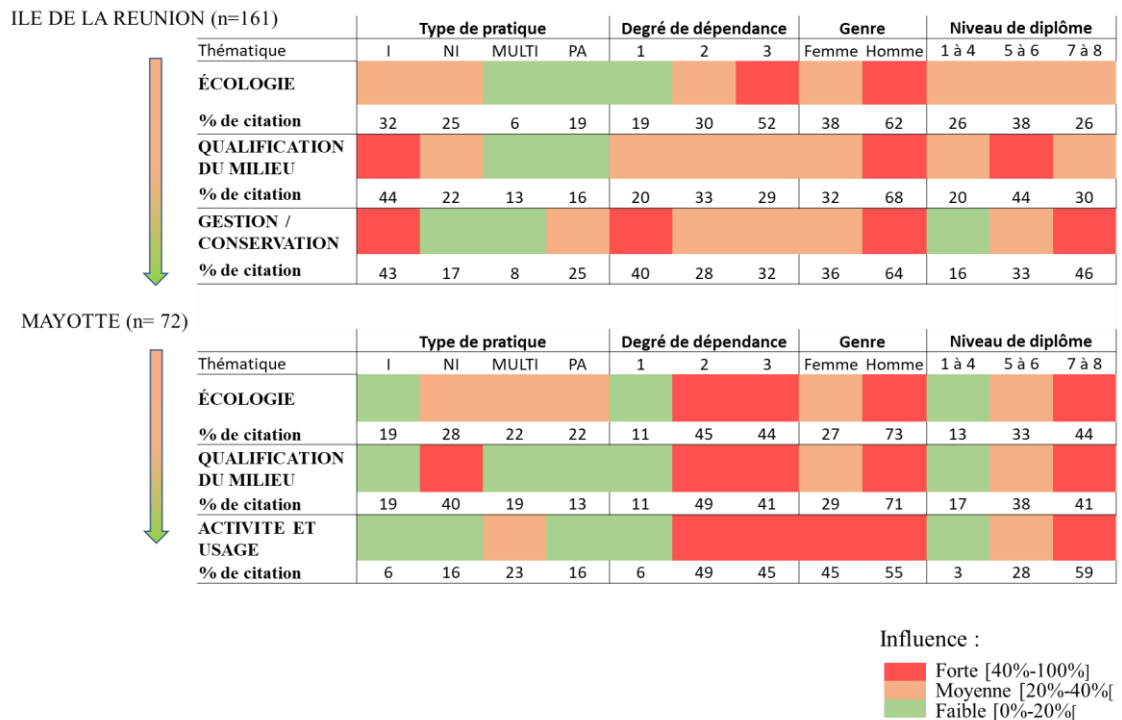 ILE DE LA REUNION (n=161)
Type de pratique Degré de dépendance Genre Niveau de diplôme
Thématique I NI MULTI PA 1 2 3 Femme Homme 1 à 4 5 à 6 7 à 8
ÉCOLOGIE
% de citation 32 25 6 19 19 30 52 38 62 26 38 26
QUALIFICATION
DU MILIEU
% de citation 44 22 13 16 20 33 29 32 68 20 44 30
GESTION /
CONSERVATION
% de citation 43 17 8 25 40 28 32 36 64 16 33 46
MAYOTTE (n= 72)
Type de pratique Degré de dépendance Genre Niveau de diplôme
Thématique I NI MULTI PA 1 2 3 Femme Homme 1 à 4 5 à 6 7 à 8
ÉCOLOGIE
% de citation 19 28 22 22 11 45 44 27 73 13 33 44
QUALIFICATION
DU MILIEU
% de citation 19 40 19 13 11 49 41 29 71 17 38 41
ACTIVITE ET
USAGE
% de citation 6 16 23 16 6 49 45 45 55 3 28 59
Influence :
Forte [40%-100%]
Moyenne [20%-40%[
Faible [0%-20%[